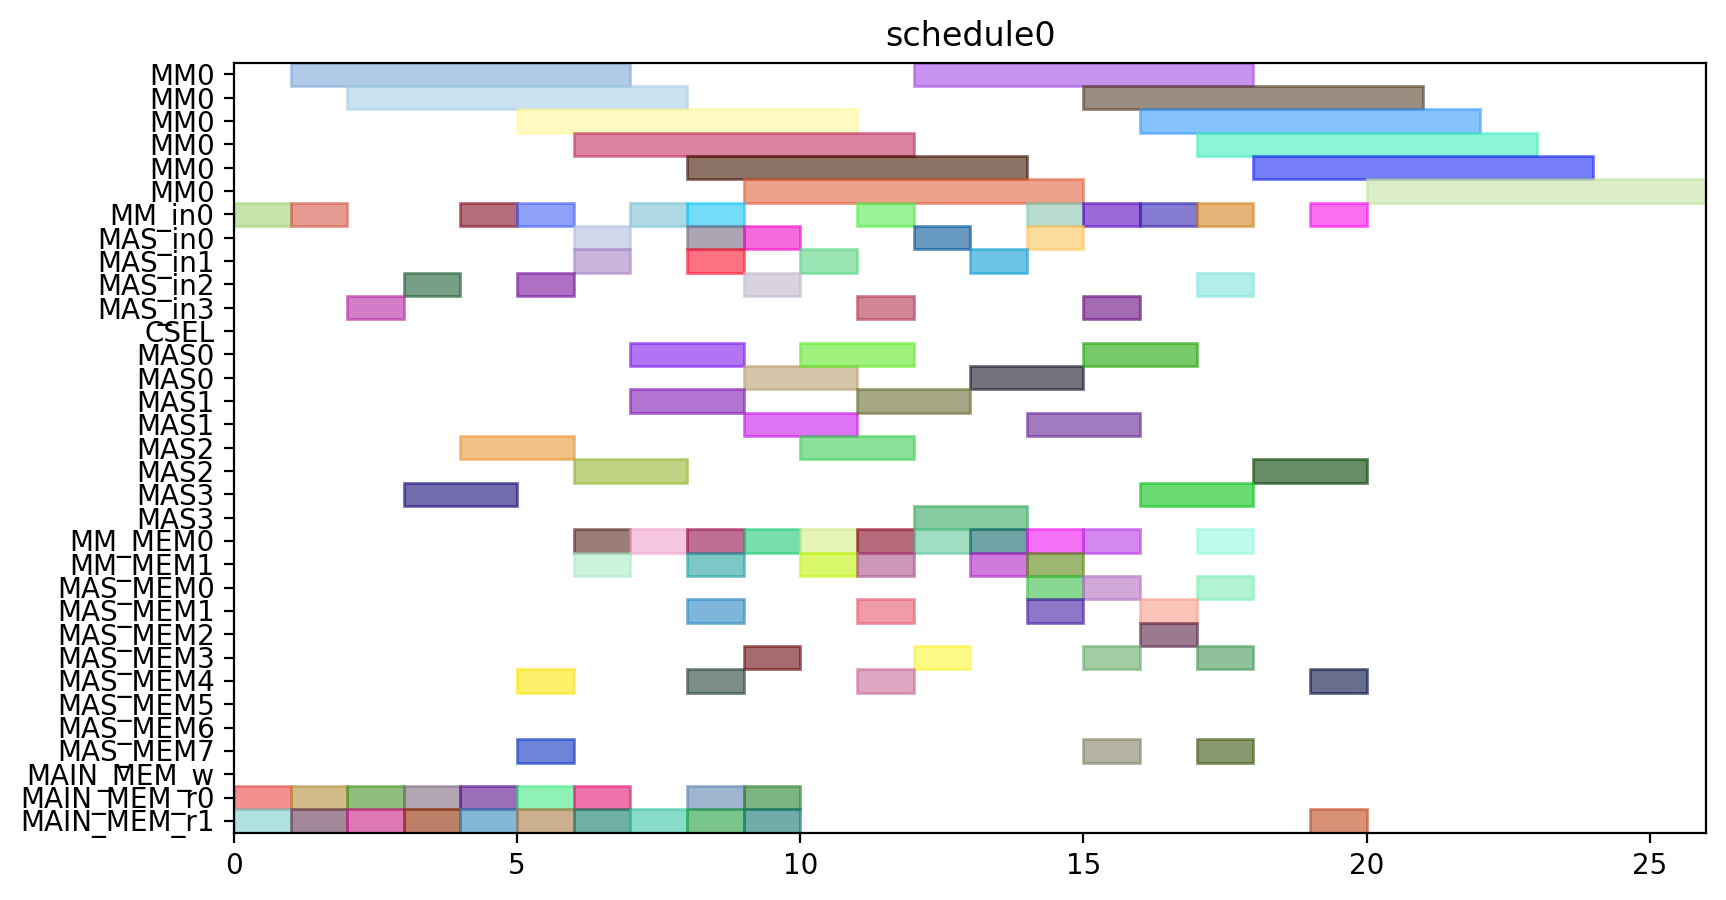 schedule0
MM0
MM0
MM0
MM0
MM0
MM0
MM_in0
MAS_in0
MAS_in1
MAS_in2
MAS_in3
CSEL
MAS0
MAS0
MAS1
MAS1
MAS2
MAS2
MAS3
MAS3
MM_MEM0
MM_MEM1
MAS_MEM0
MAS_MEM1
MAS_MEM2
MAS_MEM3
MAS_MEM4
MAS_MEM5
MAS_MEM6
MAS_MEM7
MAIN_MEM_w
MAIN_MEM_r0
MAIN_MEM_r1
0 5 10 15 20 25